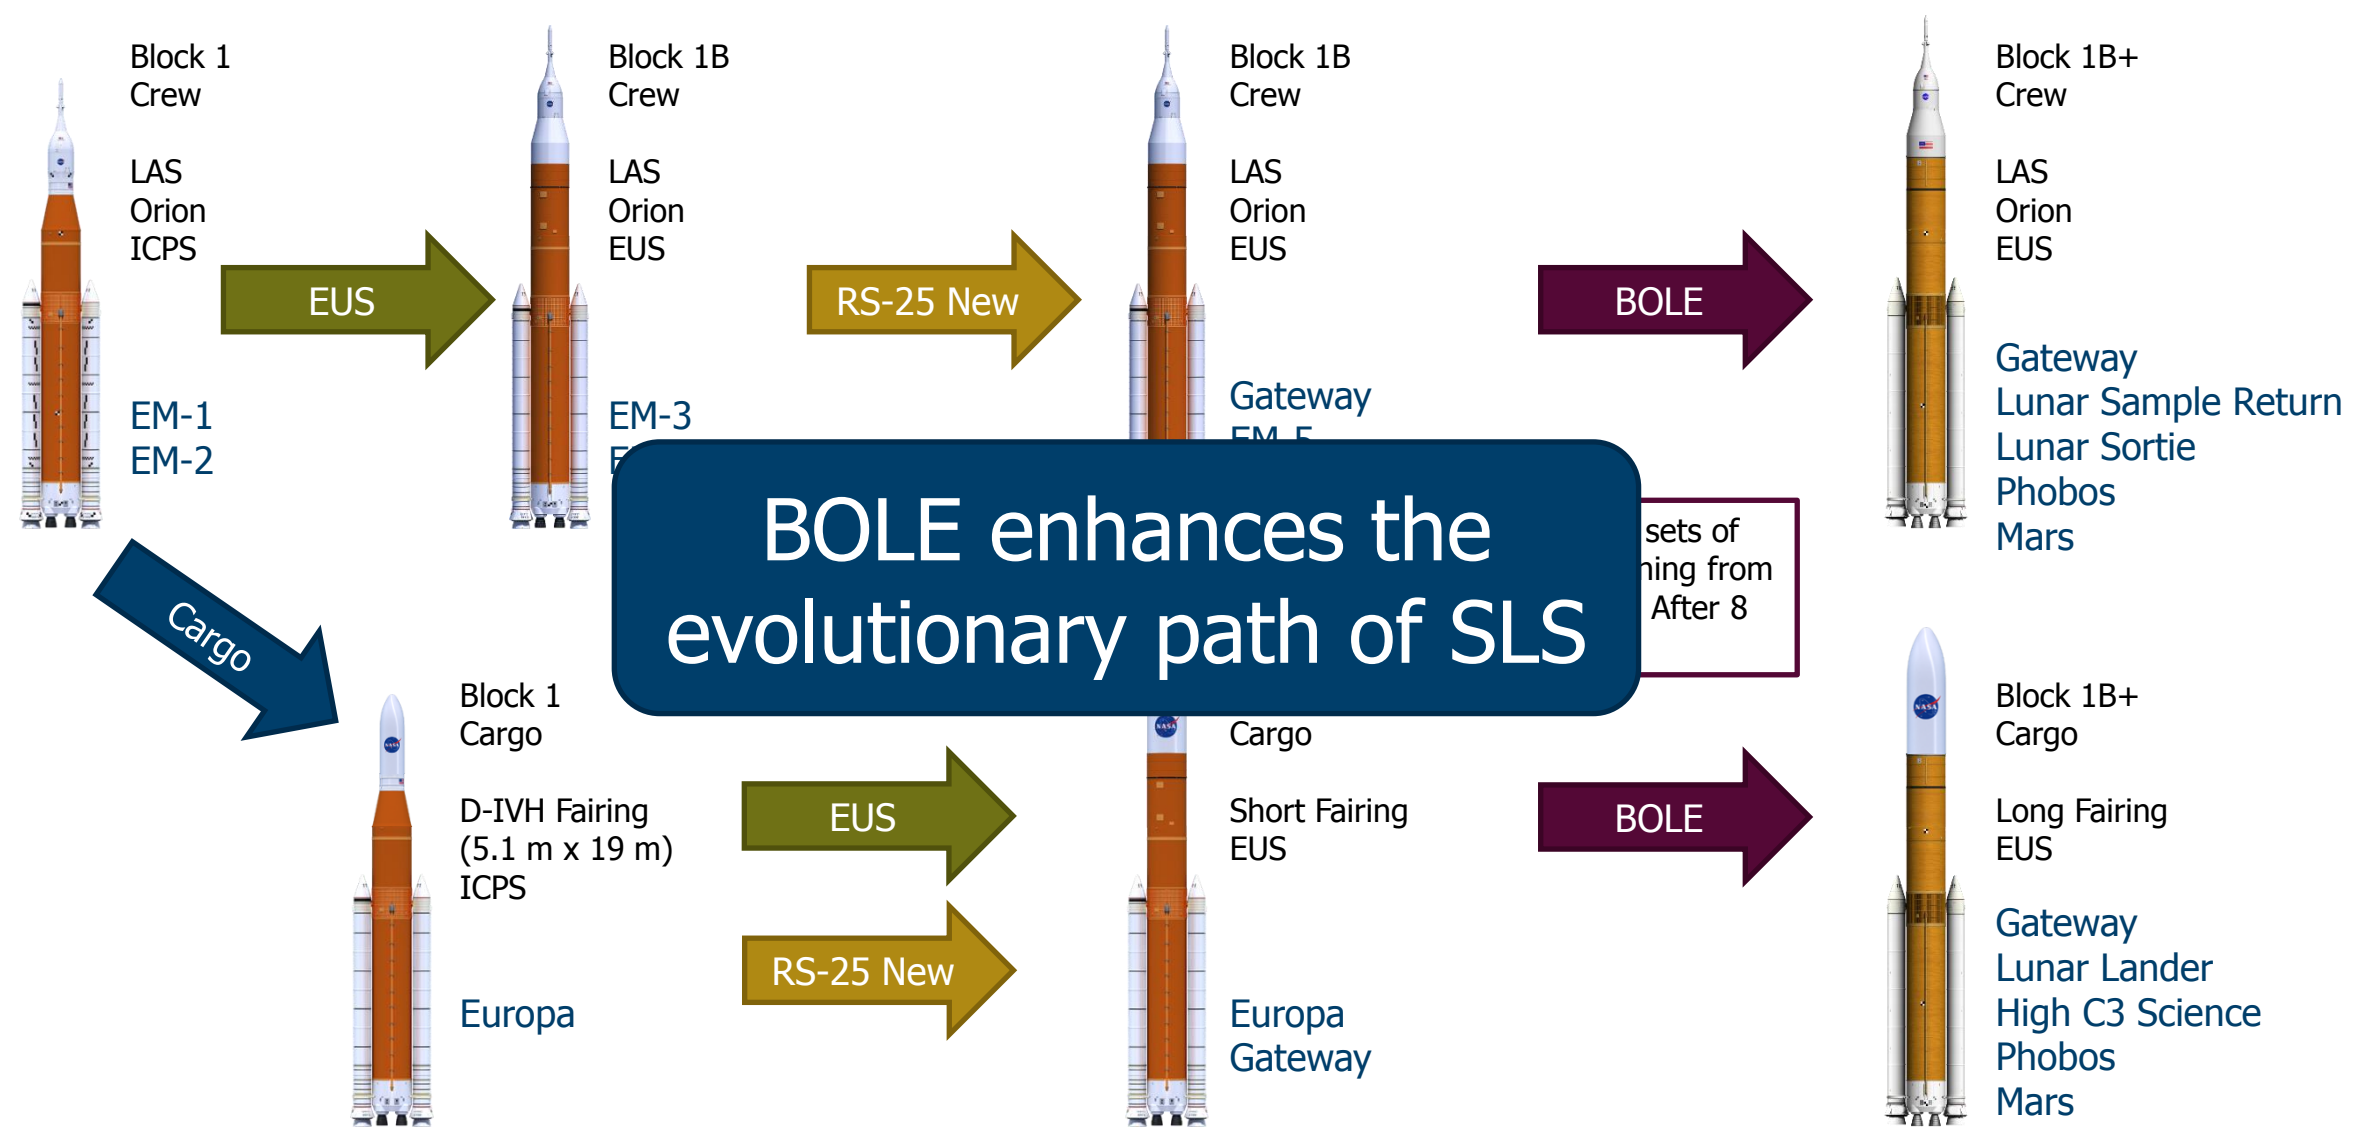 Block 1
Crew
LAS
Orion
ICPS
EM-1
EM-2
EUS
Block 1B
Crew
LAS
Orion
EUS
EM-3
RS-25 New
Block 1B
Crew
LAS
Orion
EUS
Gateway
EM-5
BOLE
Block 1B+
Crew
LAS
Orion
EUS
Gateway
Lunar Sample Return
Lunar Sortie
Phobos
Mars
BOLE enhances the
evolutionary path of SLS
sets of
from
After 8
Cargo
Block 1
Cargo
D-IVH Fairing
(5.1 m x 19 m)
ICPS
Europa
EUS
RS-25 New
NASA
Cargo
Short Fairing
EUS
Europa
Gateway
BOLE
NASA
Block 1B+
Cargo
Long Fairing
EUS
Gateway
Lunar Lander
High C3 Science
Phobos
Mars